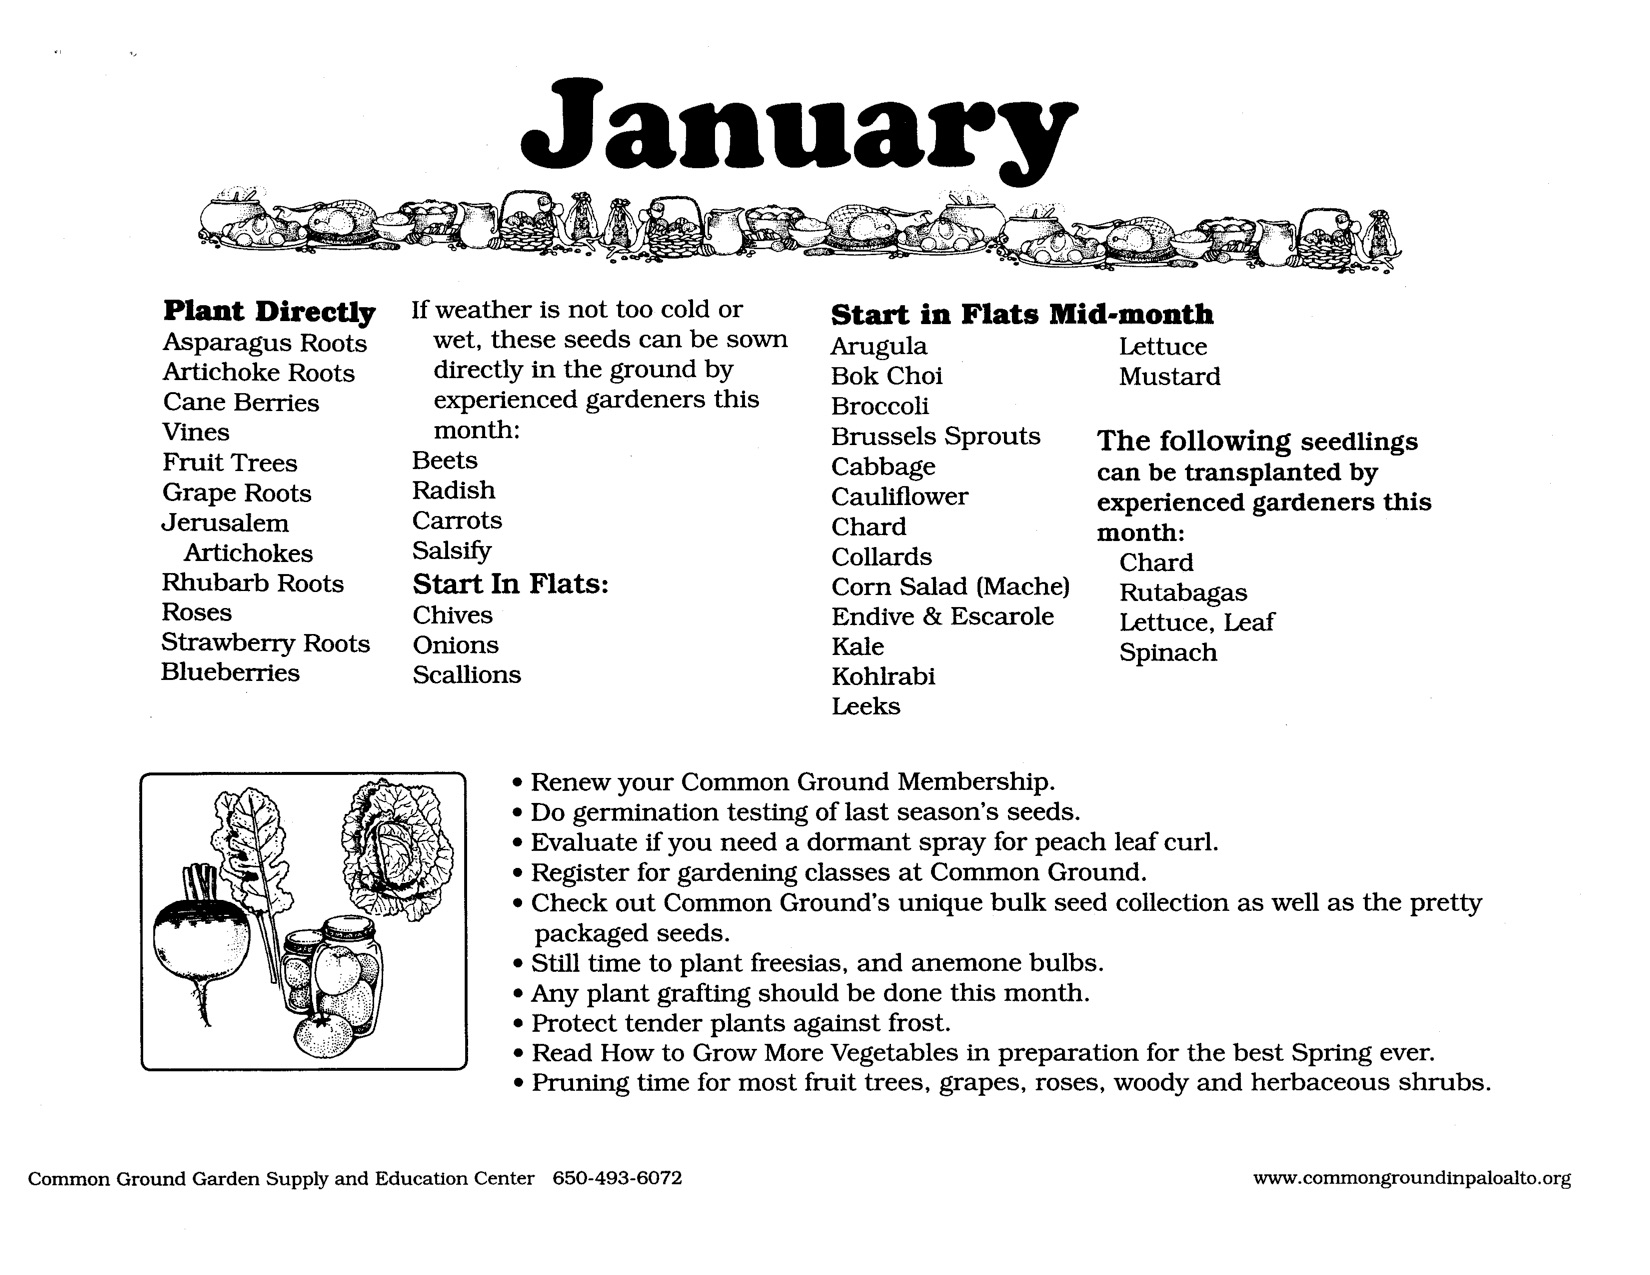 January
Plant Directly
Asparagus Roots
Artichoke Roots
Cane Berries
Vines
Fruit Trees
Grape Roots
Jerusalem
Artichokes
Rhubarb Roots
Roses
Strawberry Roots
Blueberries
If weather is not too cold or
wet, these seeds can be sown
directly in the ground by
experienced gardeners this
month:
Beets
Radish
Carrots
Salsify
Start In Flats:
Chives
Onions
Scallions
Start in Flats Mid-month
Arugula
Bok Choi
Broccoli
Brussels Sprouts
Cabbage
Cauliflower
Chard
Collards
Corn Salad (Mache)
Endive & Escarole
Kale
Kohlrabi
Leeks
Lettuce
Mustard
The following seedlings
can be transplanted by
experienced gardeners this
month:
Chard
Rutabagas
Lettuce, Leaf
Spinach
• Renew your Common Ground Membership.
• Do germination testing of last season's seeds.
• Evaluate if you need a dormant spray for peach leaf curl.
• Register for gardening classes at Common Ground.
• Check out Common Ground's unique bulk seed collection as well as the pretty
packaged seeds.
• Still time to plant freesias, and anemone bulbs.
• Any plant grafting should be done this month.
• Protect tender plants against frost.
• Read How to Grow More Vegetables in preparation for the best Spring ever.
• Pruning time for most fruit trees, grapes, roses, woody and herbaceous shrubs.
Common Ground Garden Supply and Education Center 650-493-6072
www.commongroundinpaloalto.org